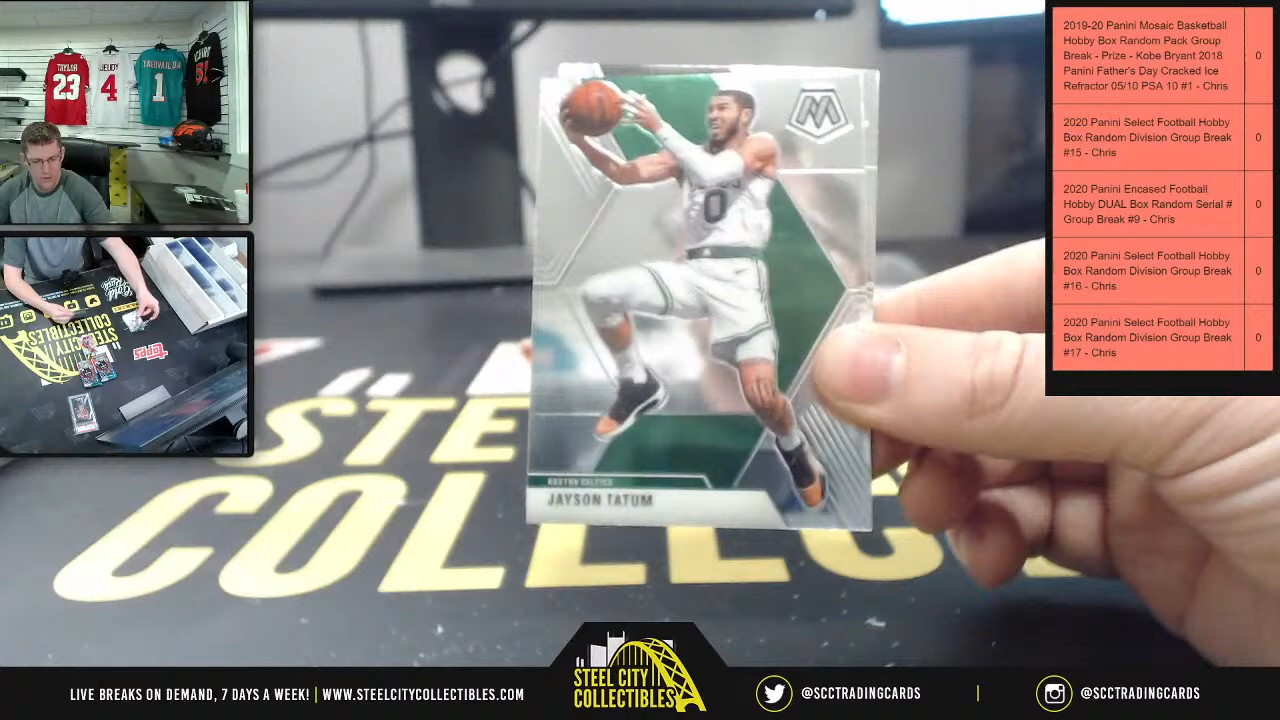 TAYLOR
23
JEUDY
4
TAGOVAILOA
1
51
STEEL CITY
COLLECTIBLES
Topps
M
0
BOSTON CELTICS
JAYSON TATUM
STE
COLLEC
2019-20 Panini Mosaic Basketball
Hobby Box Random Pack Group
Break - Prize - Kobe Bryant 2018
Panini Father's Day Cracked Ice
Refractor 05/10 PSA 10 #1 - Chris
0
2020 Panini Select Football Hobby
Box Random Division Group Break
#15 - Chris
0
2020 Panini Encased Football
Hobby DUAL Box Random Serial #
Group Break #9 - Chris
0
2020 Panini Select Football Hobby
Box Random Division Group Break
#16 - Chris
0
2020 Panini Select Football Hobby
Box Random Division Group Break
#17 - Chris
0
LIVE BREAKS ON DEMAND, 7 DAYS A WEEK! | WWW.STEELCITYCOLLECTIBLES.COM
STEEL CITY
COLLECTIBLES
@SCCTRADINGCARDS
@SCCTRADINGCARDS